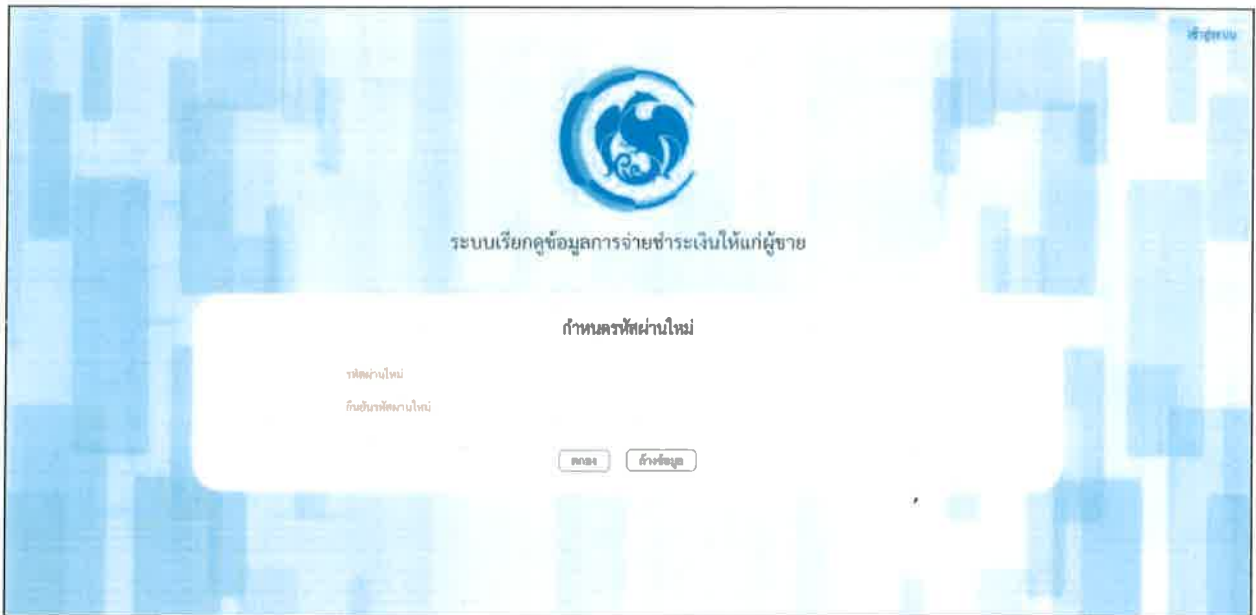 เข้าสู่ระบบ
ระบบเรียกดูข้อมูลการจ่ายชำระเงินให้แก่ผู้ขาย
กำหนดรหัสผ่านใหม่
รหัสผ่านใหม่
ยืนยันรหัสผ่านใหม่
ตกลง ล้างข้อมูล